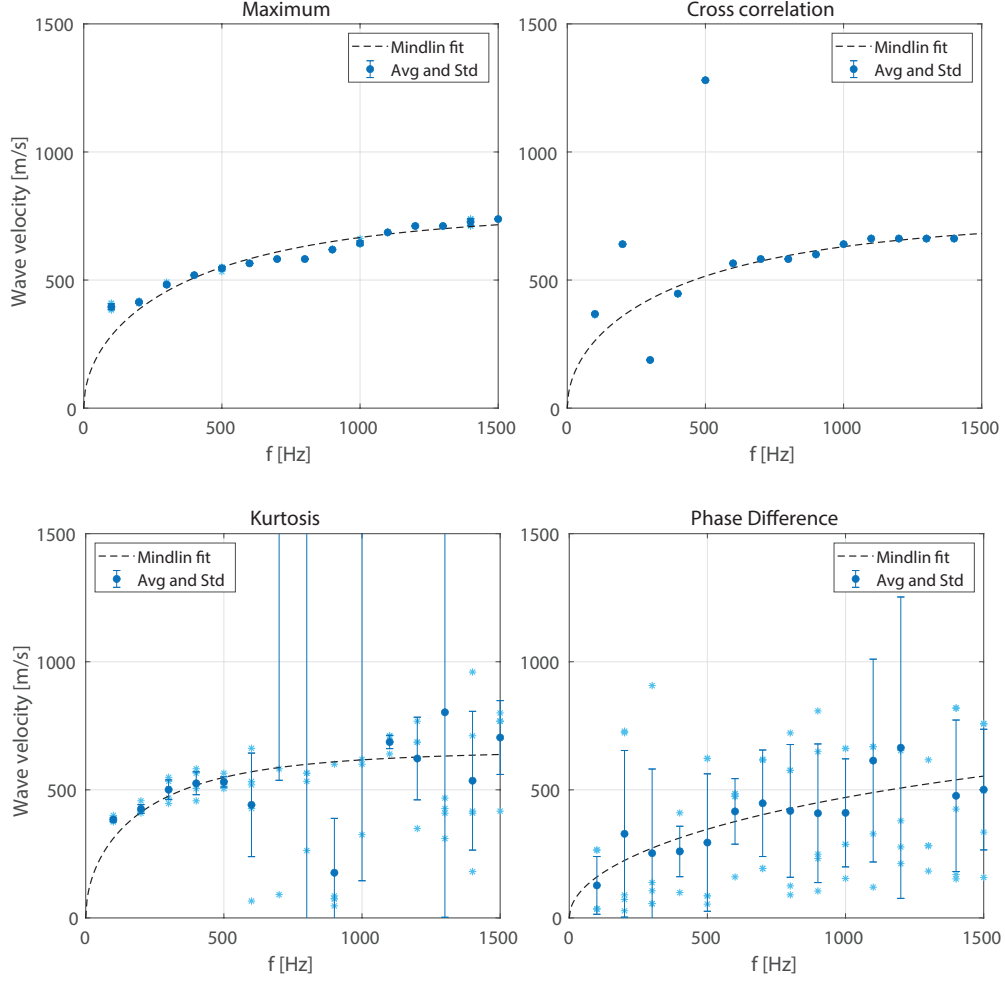 Maximum
1500
1000
500
0
Wave velocity [m/s]
0
500
1000
1500
f [Hz]
Mindlin fit
Avg and Std
Cross correlation
1500
1000
500
0
0
500
1000
1500
f [Hz]
Mindlin fit
Avg and Std
Kurtosis
1500
1000
500
0
Wave velocity [m/s]
0
500
1000
1500
f [Hz]
Mindlin fit
Avg and Std
Phase Difference
1500
1000
500
0
0
500
1000
1500
f [Hz]
Mindlin fit
Avg and Std